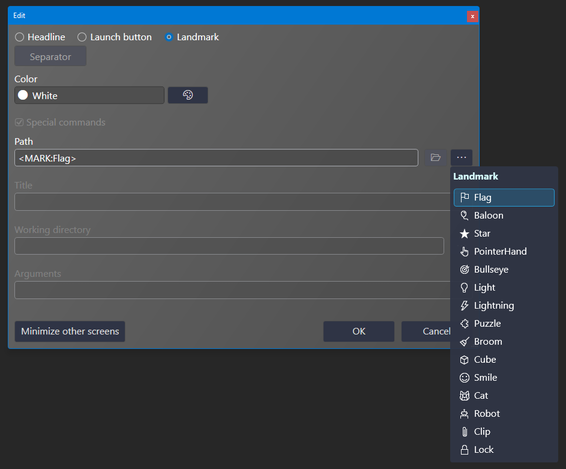 Edit
x
Headline
Launch button
Landmark
Separator
Color
White
Special commands
Path
<MARK:Flag>
...
Title
Working directory
Arguments
Minimize other screens
OK
Cancel
Landmark
Flag
Baloon
Star
PointerHand
Bullseye
Light
Lightning
Puzzle
Broom
Cube
Smile
Cat
Robot
Clip
Lock